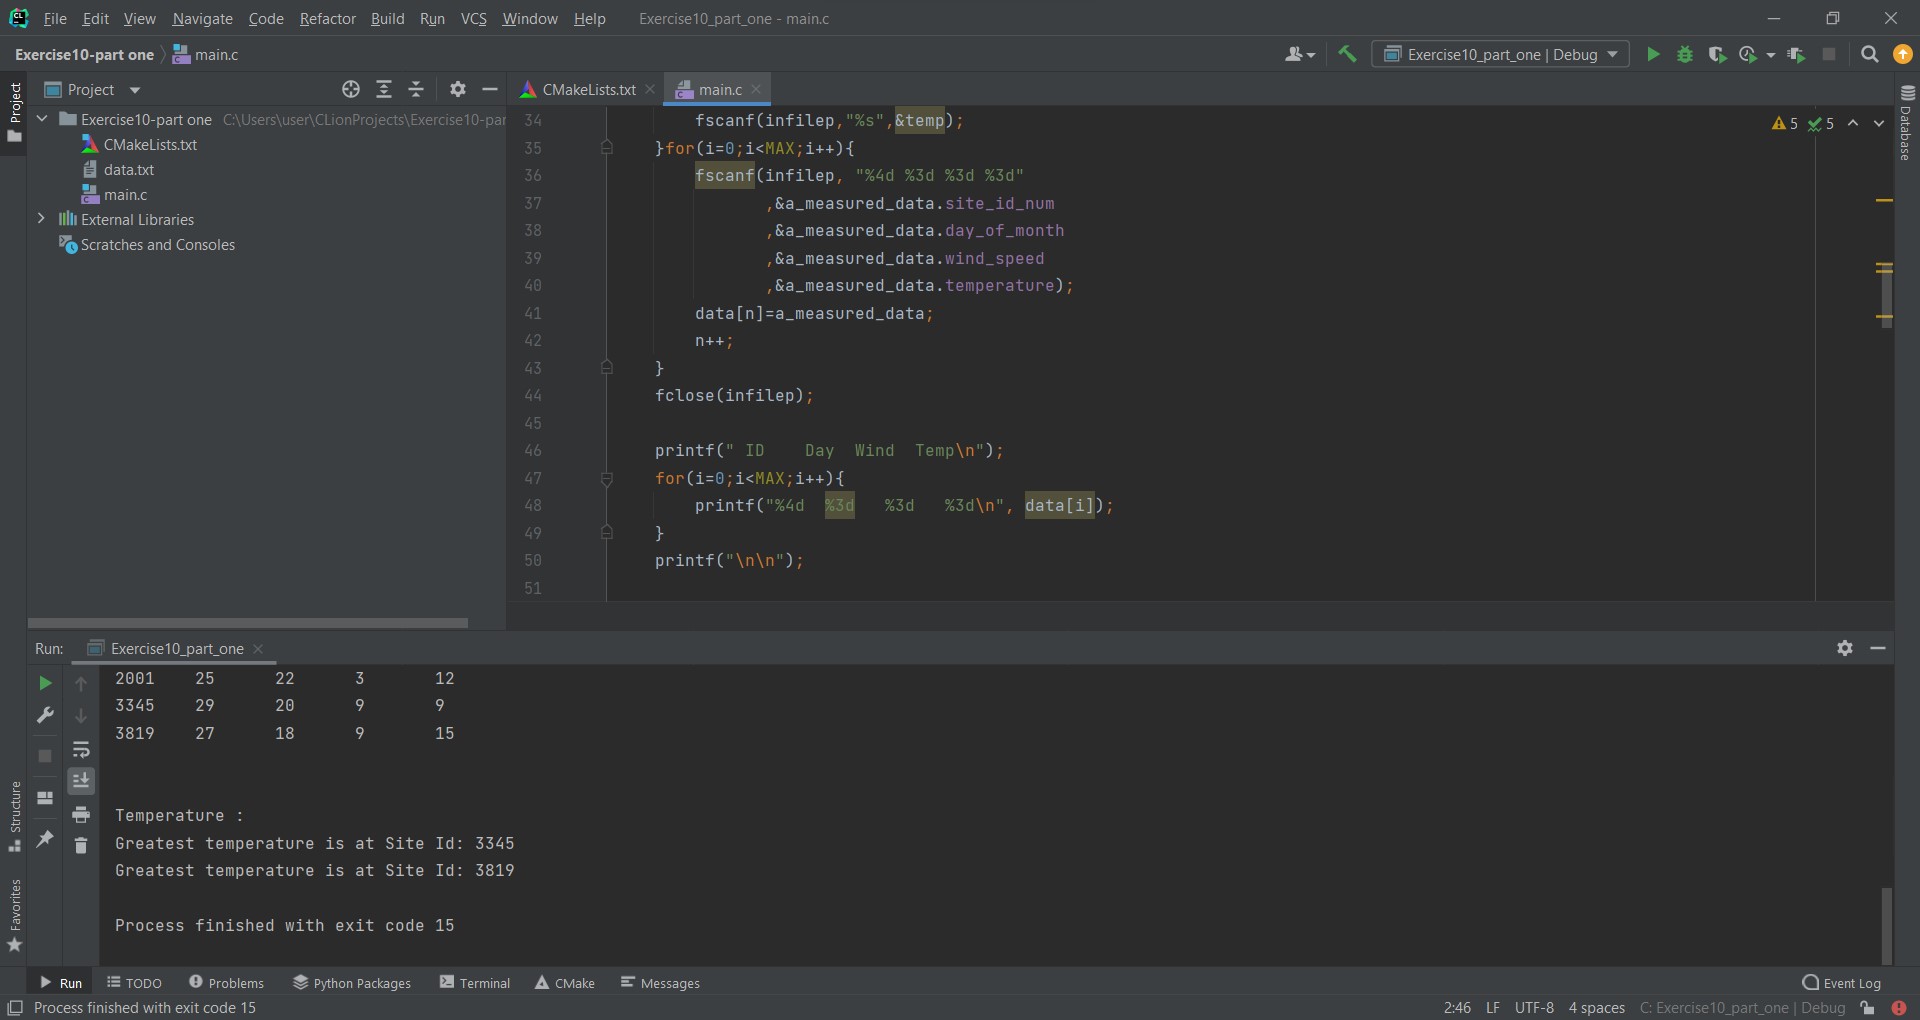 File Edit View Navigate Code Refactor Build Run VCS Window Help Exercise10_part_one - main.c
Exercise10-part one main.c Exercise10_part_one | Debug
Project
Project
CMakeLists.txt
main.c
Exercise10-part one C:\Users\user\CLionProjects\Exercise10-par
CMakeLists.txt
data.txt
main.c
External Libraries
Scratches and Consoles
5 5
Database
34 fscanf(infilep,"%s",&temp);
35 }for(i=0;i<MAX;i++){
36 fscanf(infilep, "%4d %3d %3d %3d"
37 ,&a_measured_data.site_id_num
38 ,&a_measured_data.day_of_month
39 ,&a_measured_data.wind_speed
40 ,&a_measured_data.temperature);
41 data[n]=a_measured_data;
42 n++;
43 }
44 fclose(infilep);
45
46 printf(" ID    Day  Wind  Temp\n");
47 for(i=0;i<MAX;i++){
48 printf("%4d  %3d   %3d   %3d\n", data[i]);
49 }
50 printf("\n\n");
51
Run: Exercise10_part_one
2001 25 22 3 12
3345 29 20 9 9
3819 27 18 9 15
Temperature :
Greatest temperature is at Site Id: 3345
Greatest temperature is at Site Id: 3819
Process finished with exit code 15
Structure
Favorites
Run TODO Problems Python Packages Terminal CMake Messages Event Log
Process finished with exit code 15 2:46 LF UTF-8 4 spaces C: Exercise10_part_one | Debug